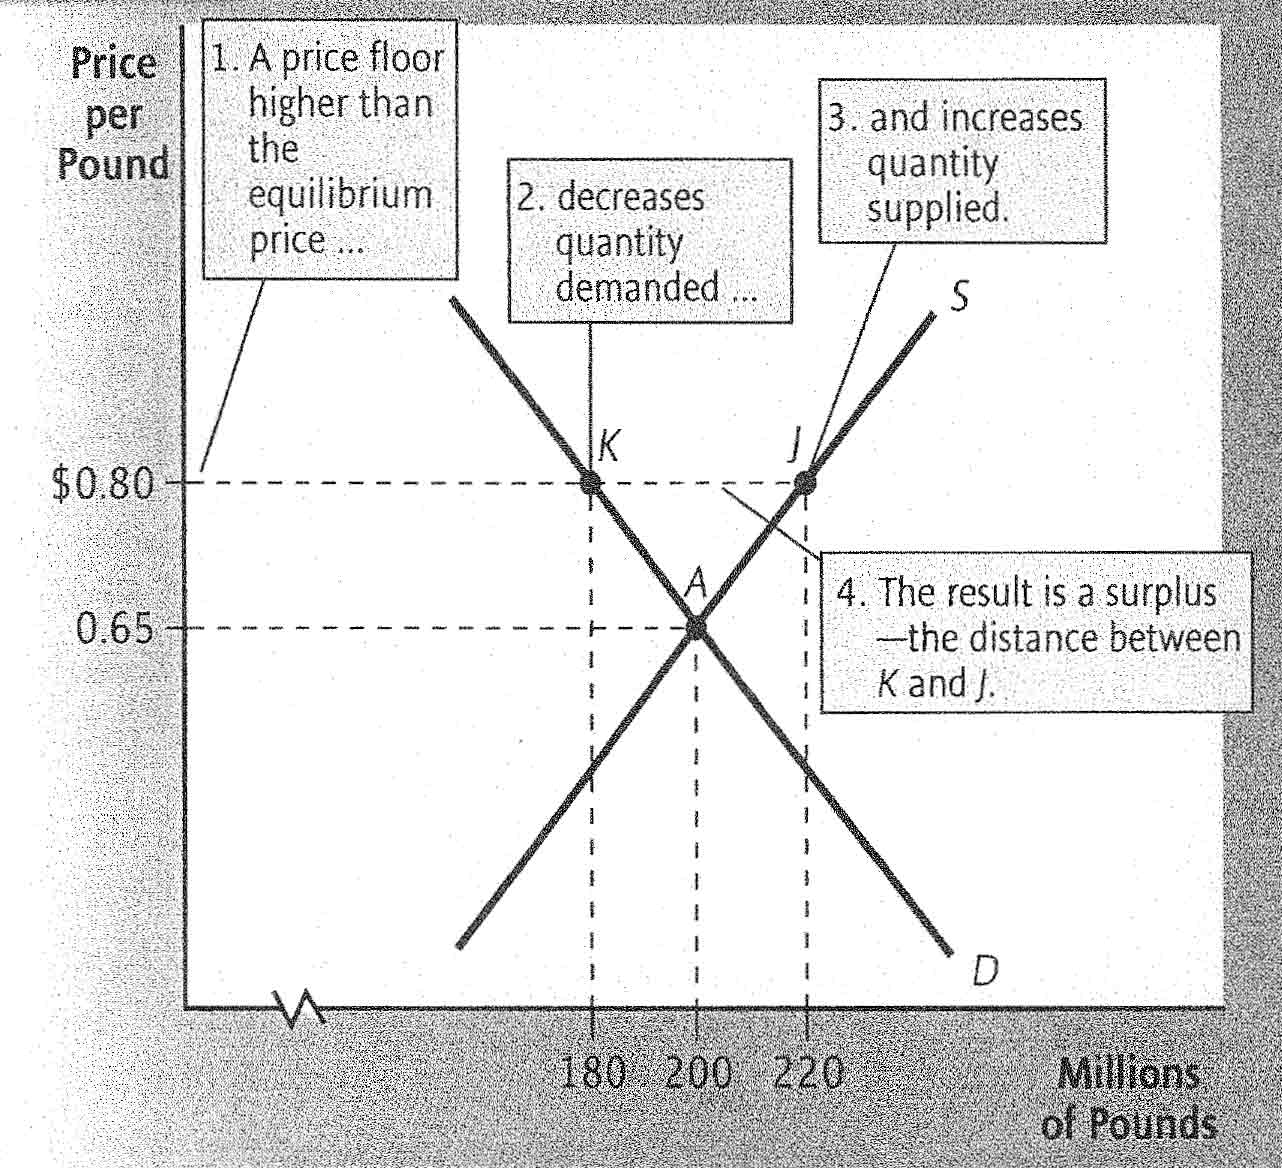 Price
per
Pound
1. A price floor
higher than
the
equilibrium
price ...
2. decreases
quantity
demanded ...
3. and increases
quantity
supplied.
S
K
J
$0.80
A
4. The result is a surplus
—the distance between
K and J.
0.65
D
180 200 220
Millions
of Pounds